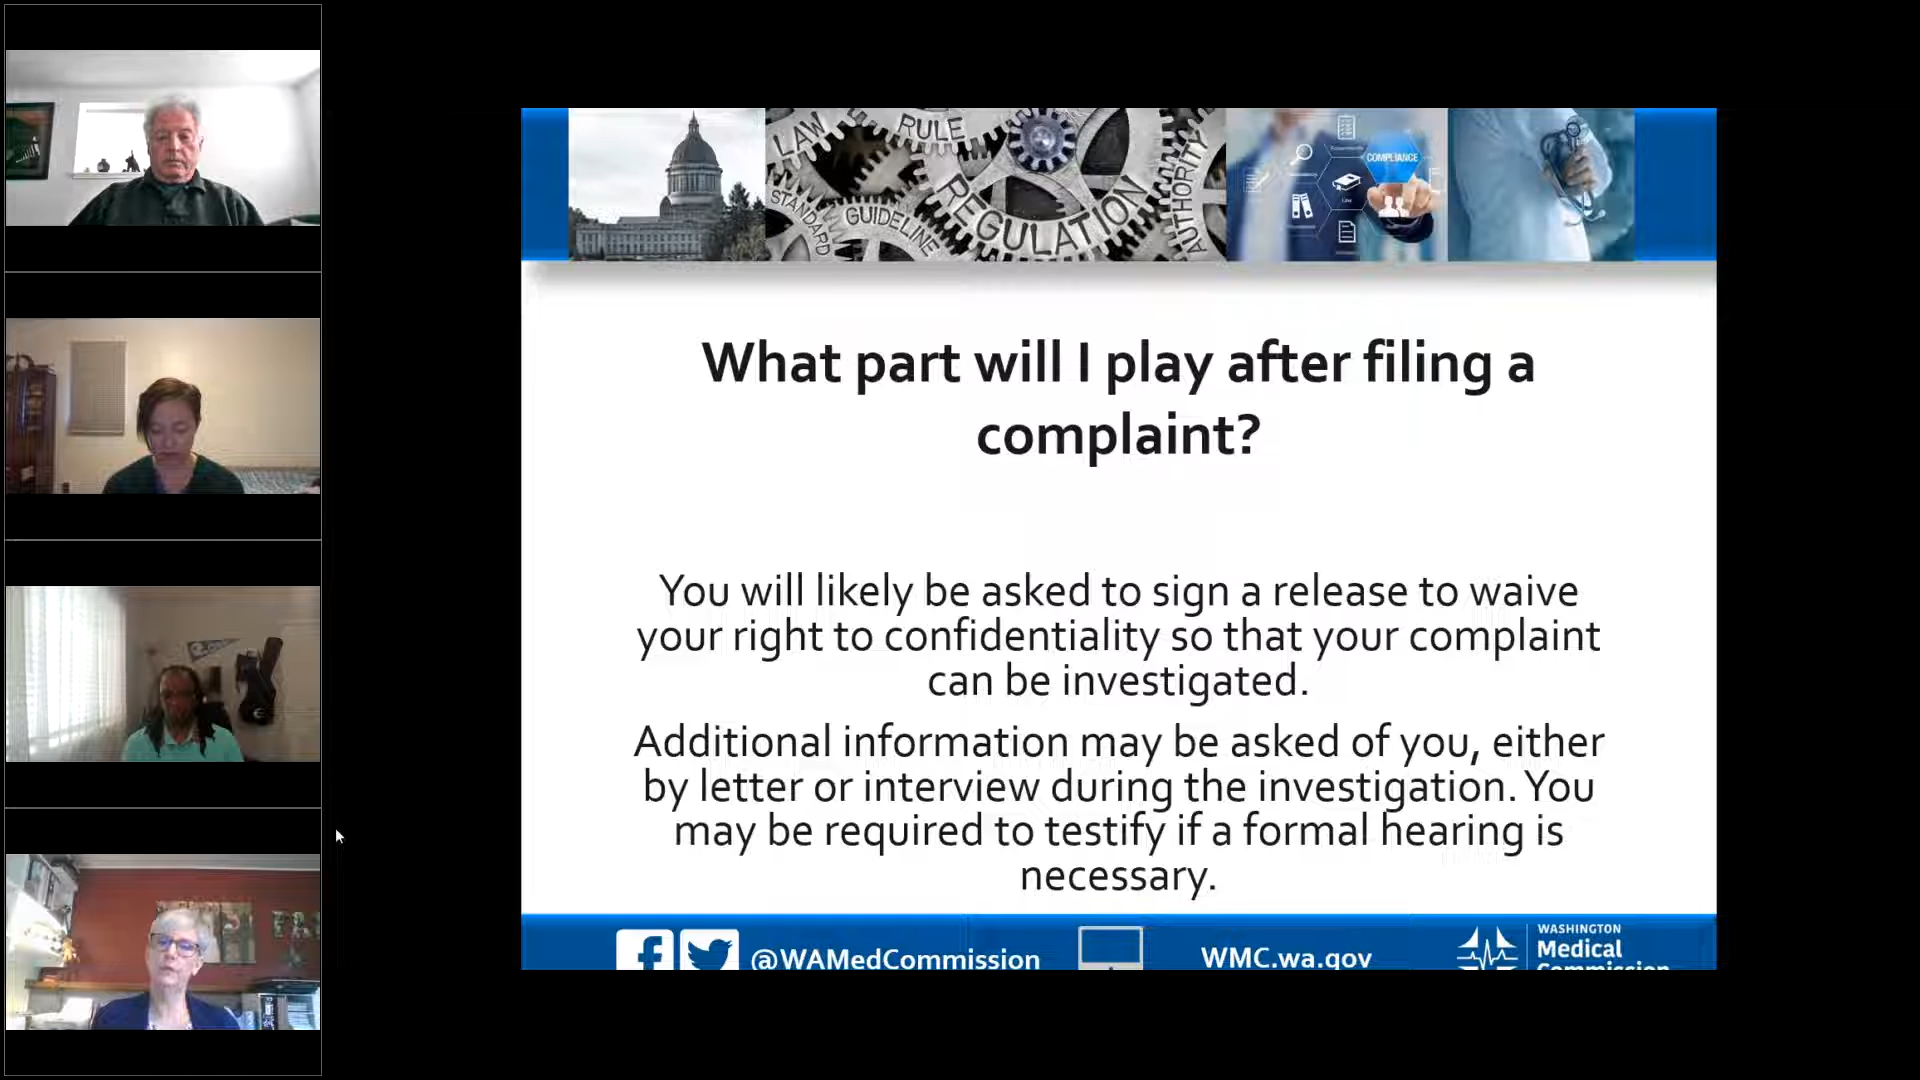 LAW
RULE
STANDARD
GUIDELINE
REGULATION
AUTHORITY
COMPLIANCE
What part will I play after filing a
complaint?
You will likely be asked to sign a release to waive
your right to confidentiality so that your complaint
can be investigated.
Additional information may be asked of you, either
by letter or interview during the investigation. You
may be required to testify if a formal hearing is
necessary.
@WAMedCommission
WMC.wa.gov
WASHINGTON
Medical
Commission